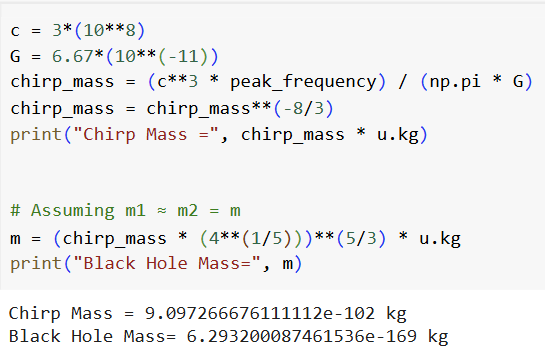 c = 3*(10**8)
G = 6.67*(10**(-11))
chirp_mass = (c**3 * peak_frequency) / (np.pi * G)
chirp_mass = chirp_mass**(-8/3)
print("Chirp Mass =", chirp_mass * u.kg)
# Assuming m1 ≈ m2 = m
m = (chirp_mass * (4**(1/5)))**(5/3) * u.kg
print("Black Hole Mass=", m)
Chirp Mass = 9.097266676111112e-102 kg
Black Hole Mass= 6.293200087461536e-169 kg